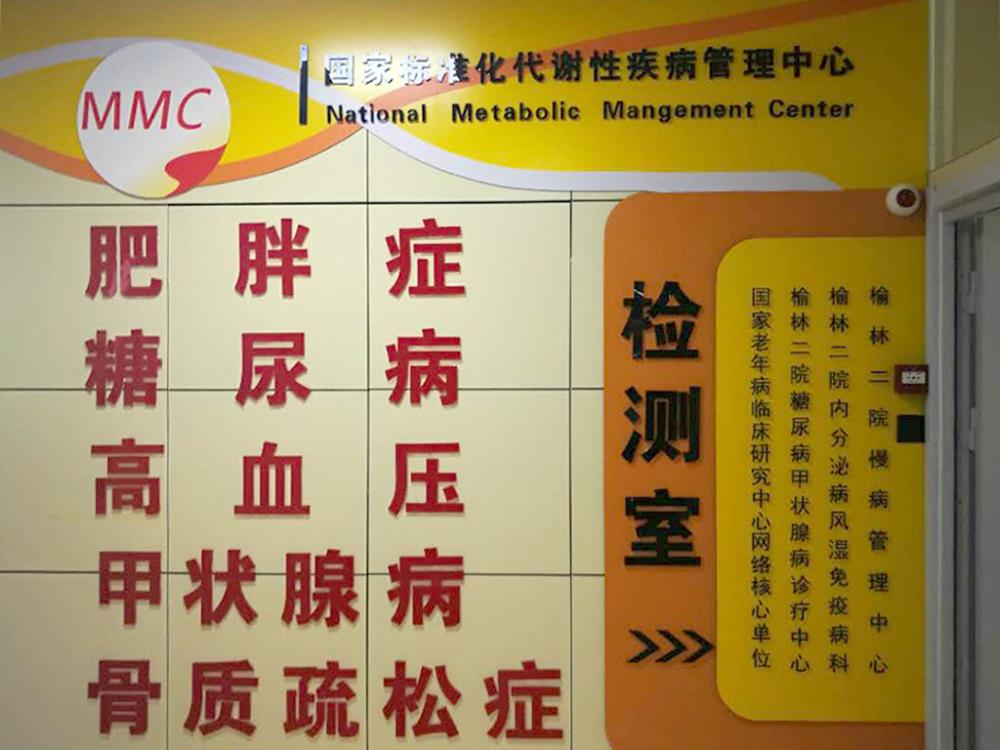 MMC
国家标准化代谢性疾病管理中心
National Metabolic Mangement Center
肥胖症
糖尿病
高血压
甲状腺病
骨质疏松症
检测室
榆林二院慢病管理中心
榆林二院内分泌病风湿免疫病科
榆林二院糖尿病甲状腺病诊疗中心
国家老年病临床研究中心网络核心单位